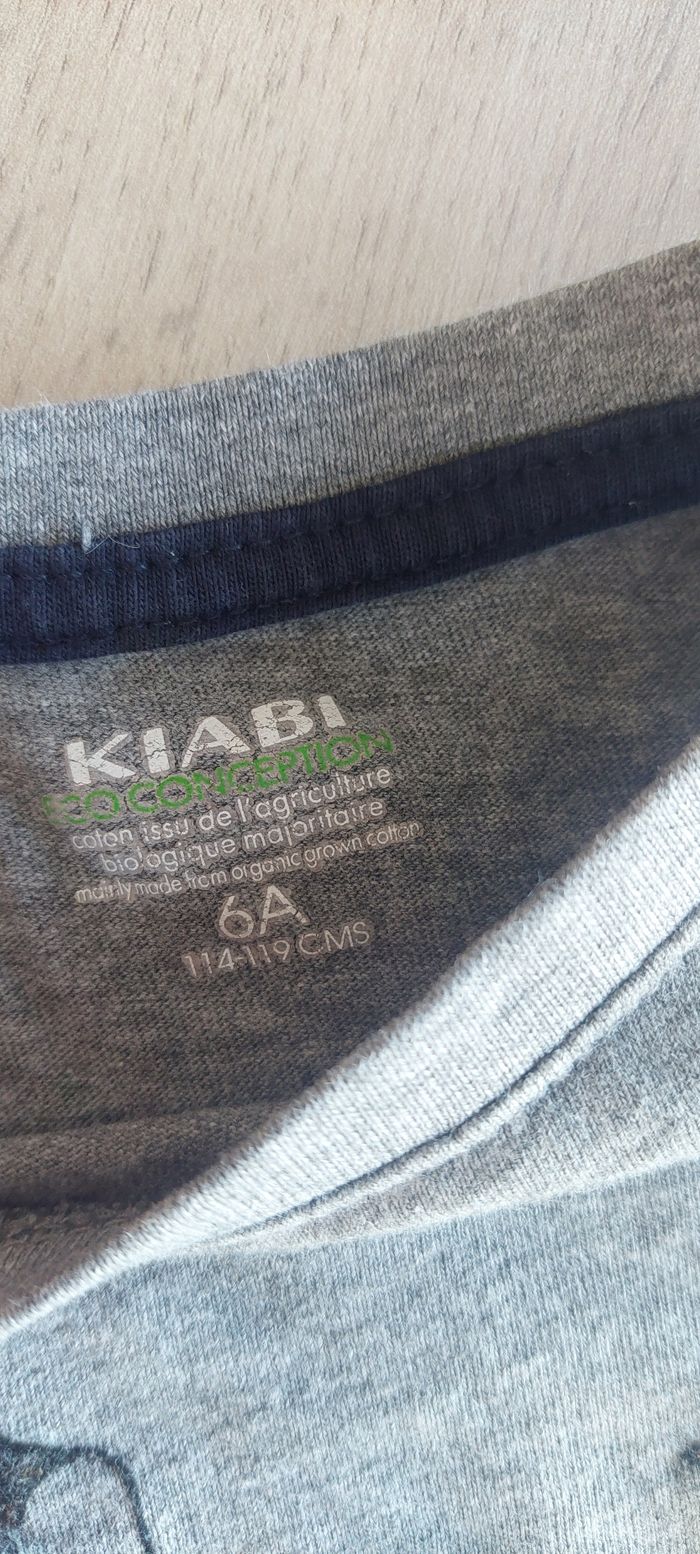 KIABI
ECO CONCEPTION
coton issu de l'agriculture
biologique majoritaire
mainly made from organic grown cotton
6A
114-119 CMS